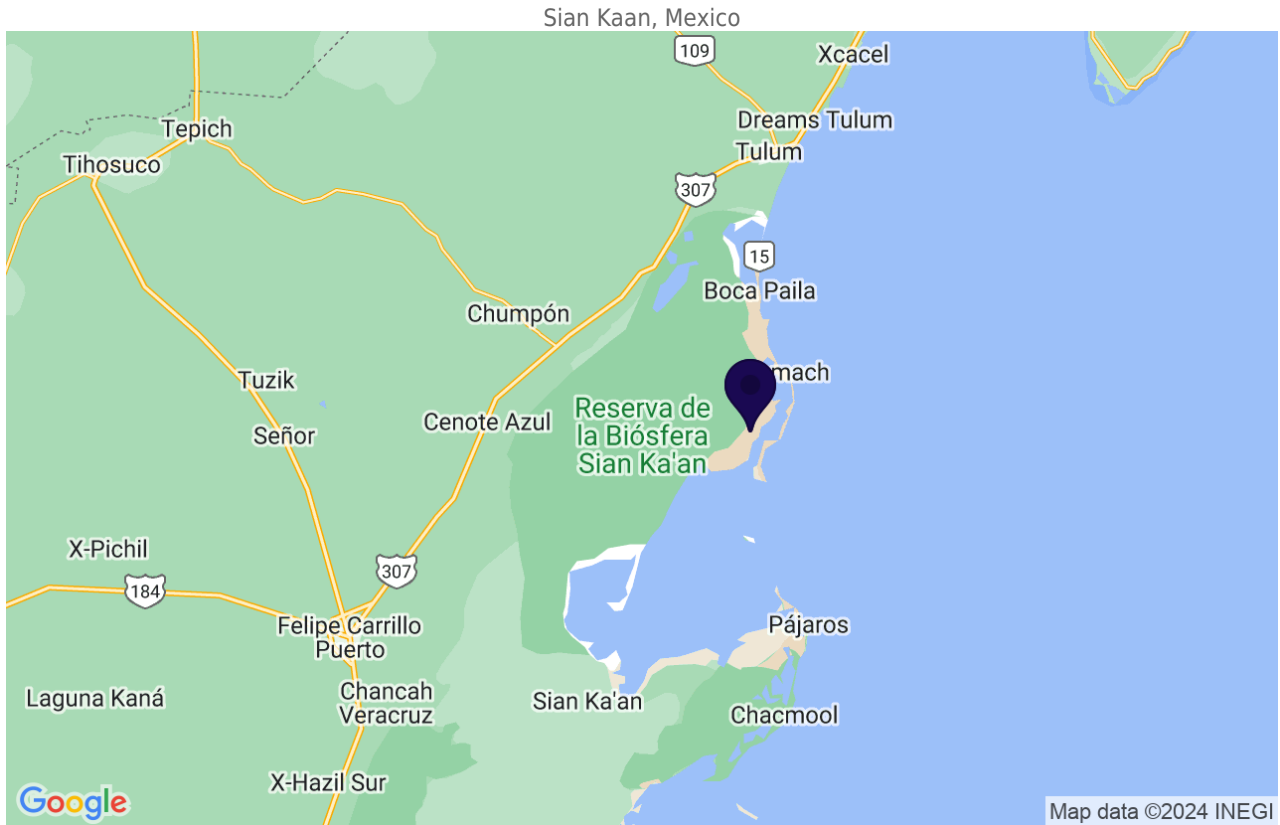 Sian Kaan, Mexico
109
Xcacel
Dreams Tulum
Tulum
Tepich
Tihosuco
307
15
Boca Paila
Chumpón
mach
Tuzik
Reserva de
la Biósfera
Sian Ka'an
Cenote Azul
Señor
X-Pichil
307
184
Felipe Carrillo
Puerto
Pájaros
Laguna Kaná
Chancah
Veracruz
Sian Ka'an
Chacmool
X-Hazil Sur
Google
Map data ©2024 INEGI